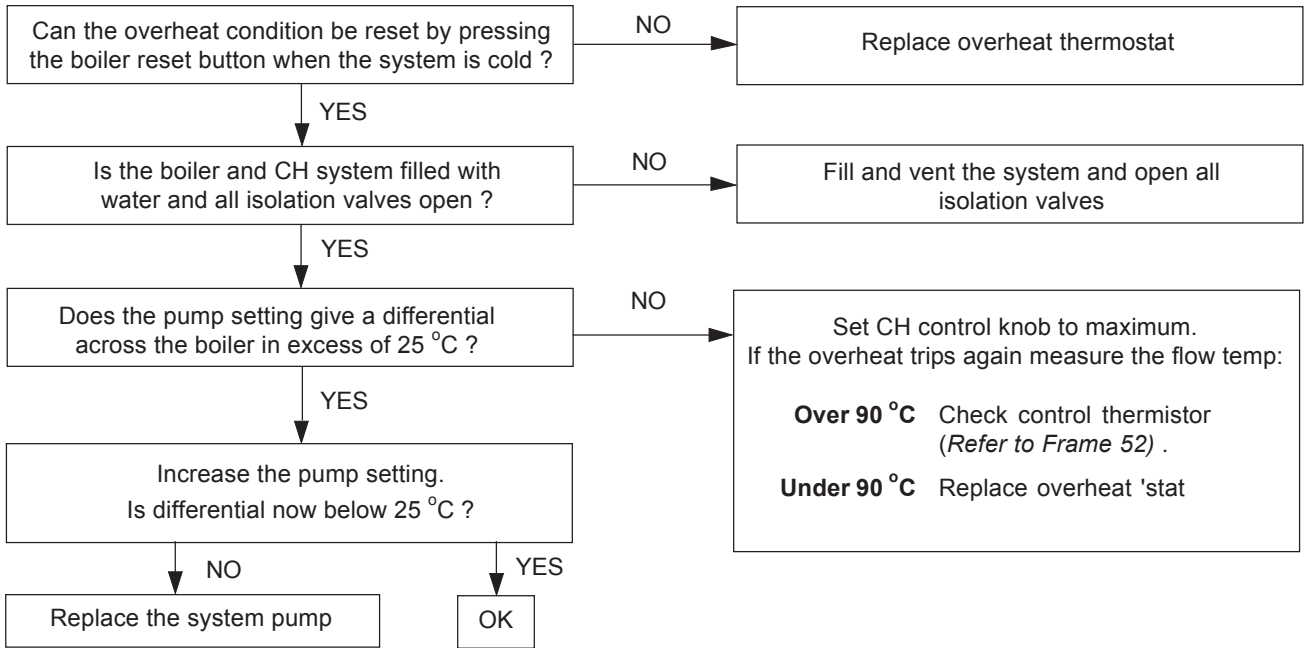 Can the overheat condition be reset by pressing
the boiler reset button when the system is cold ?
NO
Replace overheat thermostat
YES
Is the boiler and CH system filled with
water and all isolation valves open ?
NO
Fill and vent the system and open all
isolation valves
YES
Does the pump setting give a differential
across the boiler in excess of 25 °C ?
NO
Set CH control knob to maximum.
If the overheat trips again measure the flow temp:
Over 90 °C Check control thermistor
(Refer to Frame 52) .
Under 90 °C Replace overheat 'stat
YES
Increase the pump setting.
Is differential now below 25 °C ?
NO
YES
Replace the system pump
OK